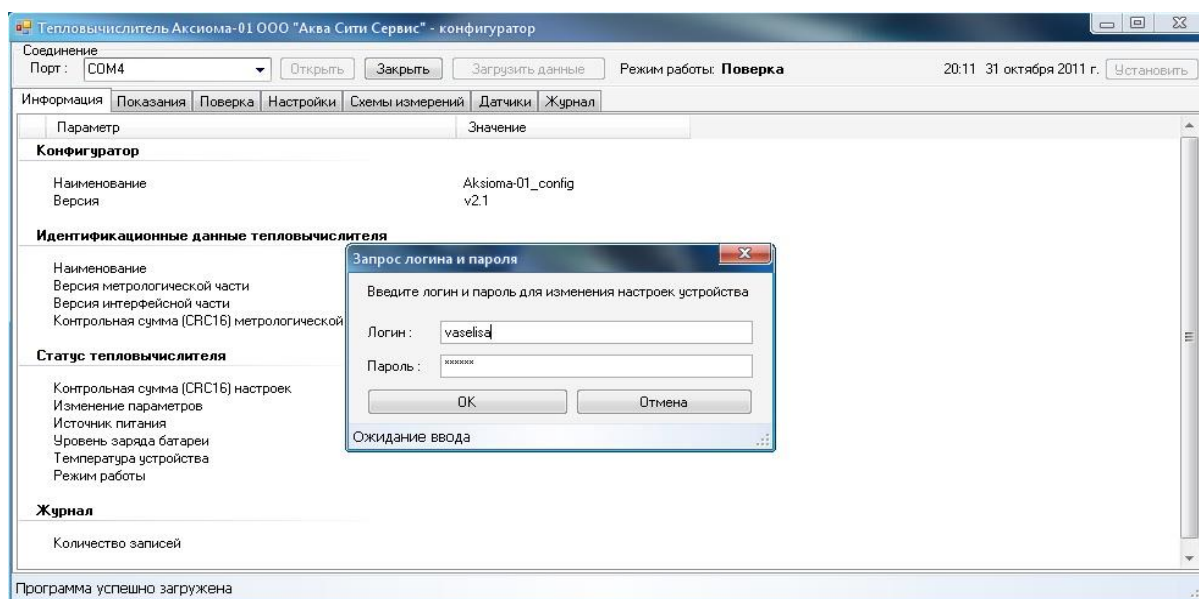 Тепловычислитель Аксиома-01 ООО "Аква Сити Сервис" - конфигуратор
Соединение
Порт : COM4 Открыть Закрыть Загрузить данные Режим работы: Поверка 20:11 31 октября 2011 г. Установить
Информация Показания Поверка Настройки Схемы измерений Датчики Журнал
Параметр Значение
Конфигуратор
Наименование Aksioma-01_config
Версия v2.1
Идентификационные данные тепловычислителя
Наименование
Версия метрологической части
Версия интерфейсной части
Контрольная сумма (CRC16) метрологической
Статус тепловычислителя
Контрольная сумма (CRC16) настроек
Изменение параметров
Источник питания
Уровень заряда батареи
Температура устройства
Режим работы
Журнал
Количество записей
Запрос логина и пароля
Введите логин и пароль для изменения настроек устройства
Логин : vaselisa
Пароль : ******
OK Отмена
Ожидание ввода
Программа успешно загружена